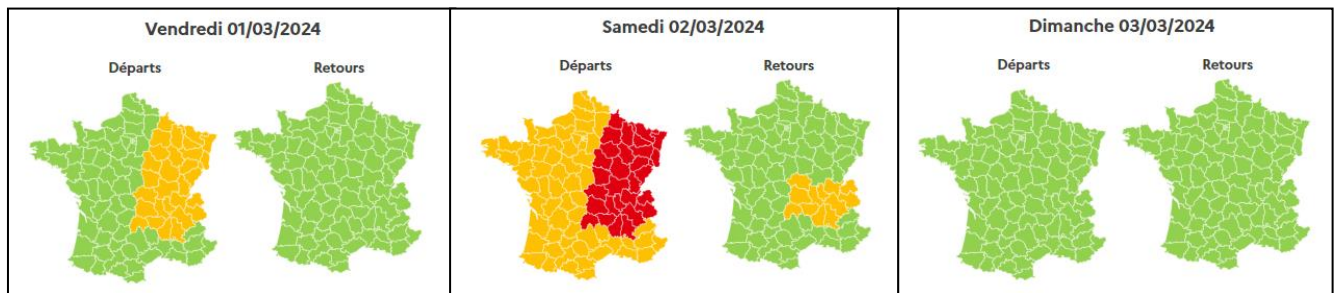 Vendredi 01/03/2024
Départs
Retours
Samedi 02/03/2024
Départs
Retours
Dimanche 03/03/2024
Départs
Retours